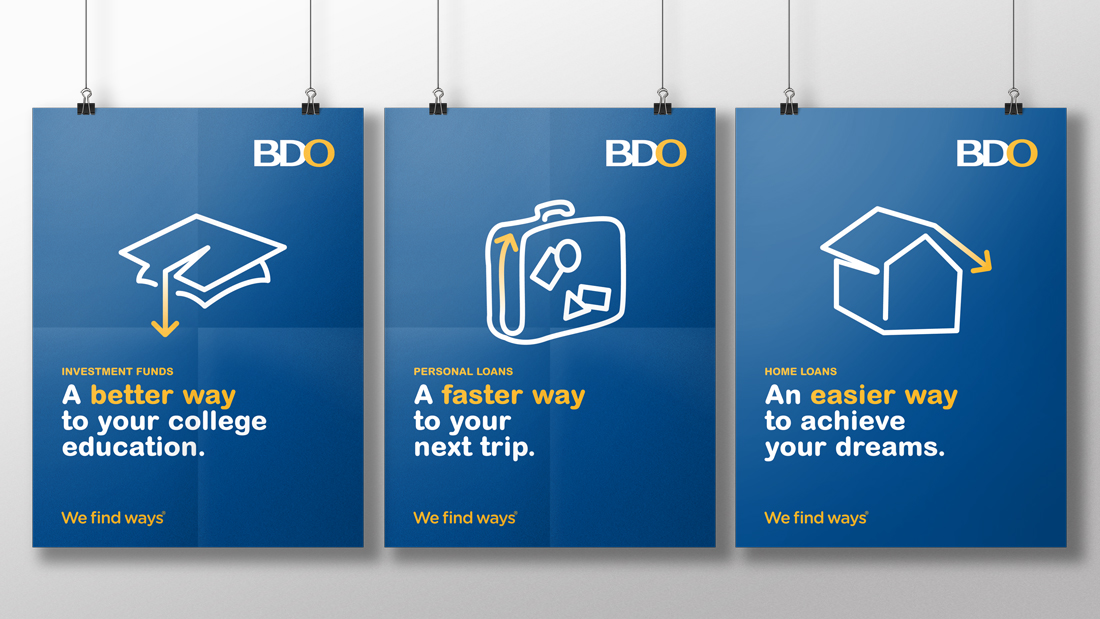 BDO
INVESTMENT FUNDS
A better way
to your college
education.
We find ways®
BDO
PERSONAL LOANS
A faster way
to your
next trip.
We find ways®
BDO
HOME LOANS
An easier way
to achieve
your dreams.
We find ways®